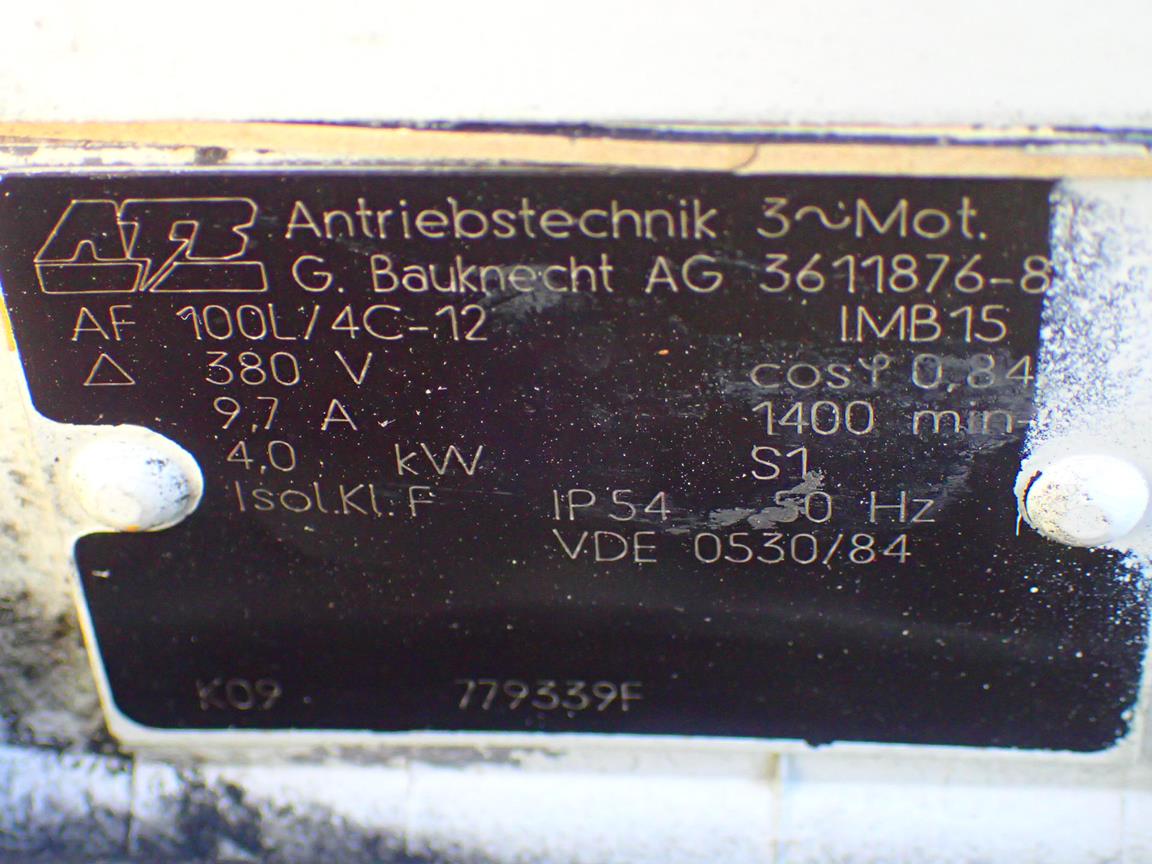 ATB Antriebstechnik 3~Mot.
G. Bauknecht AG 3611876-8
AF 100L/4C-12 IMB15
△ 380 V cosφ 0,84
9,7 A 1400 min-
4,0 kW S1
Isol.Kl. F IP 54 50 Hz
VDE 0530/84
K09 779339F